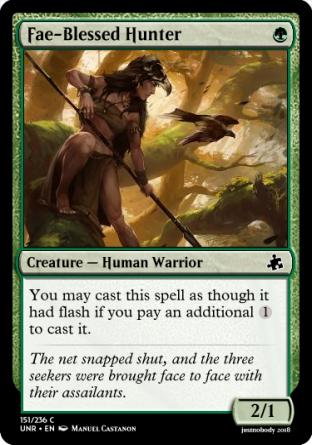 Fae-Blessed Hunter
Creature — Human Warrior
You may cast this spell as though it
had flash if you pay an additional 1
to cast it.
The net snapped shut, and the three
seekers were brought face to face with
their assailants.
2/1
151/236 C
UNR • EN Manuel Castanon
justnobody 2018